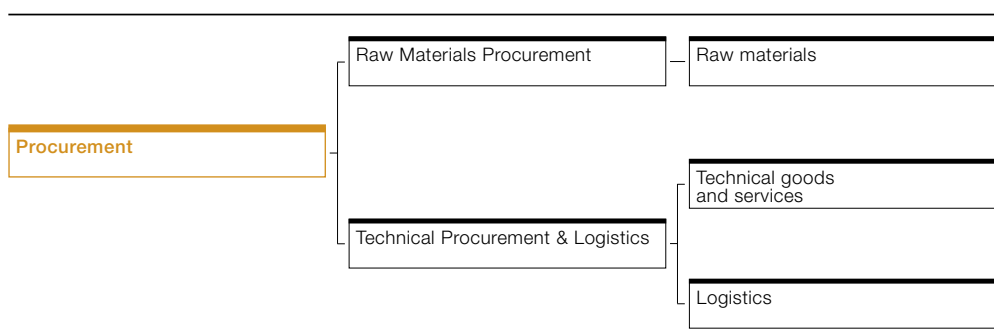 Procurement
Raw Materials Procurement
Raw materials
Technical Procurement & Logistics
Technical goods
and services
Logistics